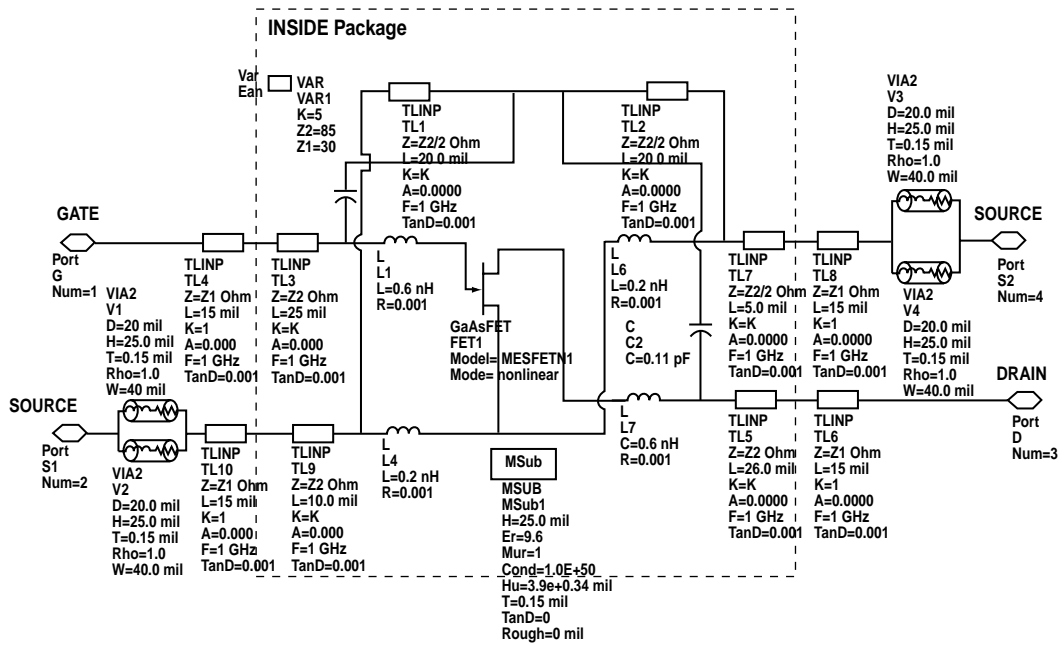 INSIDE Package
Var
Ean
VAR
VAR1
K=5
Z2=85
Z1=30
TLINP
TL1
Z=Z2/2 Ohm
L=20 0 mil
K=K
A=0.0000
F=1 GHz
TanD=0.001
TLINP
TL2
Z=Z2/2 Ohm
L=20 0 mil
K=K
A=0.0000
F=1 GHz
TanD=0.001
VIA2
V3
D=20.0 mil
H=25.0 mil
T=0.15 mil
Rho=1.0
W=40.0 mil
GATE
Port
G
Num=1
TLINP
TL4
Z=Z1 Ohm
L=15 mil
K=1
A=0.000
F=1 GHz
TanD=0.001
TLINP
TL3
Z=Z2 Ohm
L=25 mil
K=K
A=0.000
F=1 GHz
TanD=0.001
L
L1
L=0.6 nH
R=0.001
GaAsFET
FET1
Model= MESFETN1
Mode= nonlinear
L
L6
L=0.2 nH
R=0.001
C
C2
C=0.11 pF
TLINP
TL7
Z=Z2/2 Ohm
L=5.0 mil
K=K
A=0.0000
F=1 GHz
TanD=0.001
TLINP
TL8
Z=Z1 Ohm
L=15 mil
K=1
A=0.0000
F=1 GHz
TanD=0.001
VIA2
V4
D=20.0 mil
H=25.0 mil
T=0.15 mil
Rho=1.0
W=40.0 mil
SOURCE
Port
S2
Num=4
VIA2
V1
D=20 mil
H=25.0 mil
T=0.15 mil
Rho=1.0
W=40 mil
SOURCE
Port
S1
Num=2
VIA2
V2
D=20.0 mil
H=25.0 mil
T=0.15 mil
Rho=1.0
W=40.0 mil
TLINP
TL10
Z=Z1 Ohm
L=15 mil
K=1
A=0.000
F=1 GHz
TanD=0.001
TLINP
TL9
Z=Z2 Ohm
L=10.0 mil
K=K
A=0.000
F=1 GHz
TanD=0.001
L
L4
L=0.2 nH
R=0.001
MSub
MSUB
MSub1
H=25.0 mil
Er=9.6
Mur=1
Cond=1.0E+50
Hu=3.9e+0.34 mil
T=0.15 mil
TanD=0
Rough=0 mil
L
L7
C=0.6 nH
R=0.001
TLINP
TL5
Z=Z2 Ohm
L=26.0 mil
K=K
A=0.0000
F=1 GHz
TanD=0.001
TLINP
TL6
Z=Z1 Ohm
L=15 mil
K=1
A=0.0000
F=1 GHz
TanD=0.001
DRAIN
Port
D
Num=3